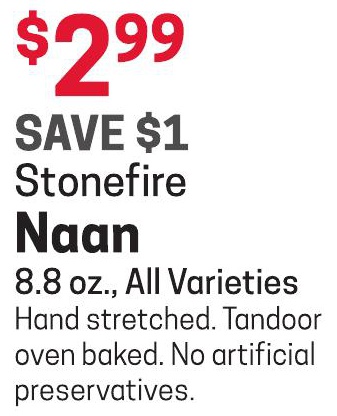 $2.99
SAVE $1
Stonefire
Naan
8.8 oz., All Varieties
Hand stretched. Tandoor
oven baked. No artificial
preservatives.